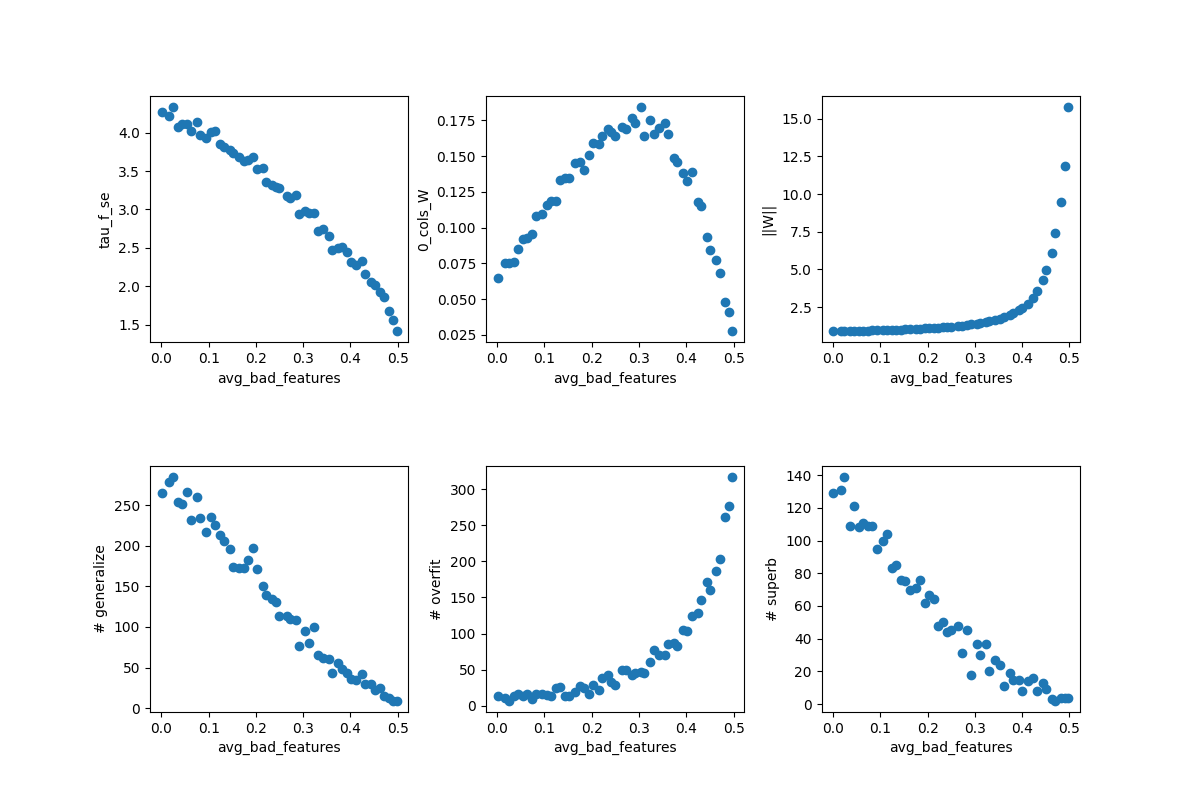 tau_f_se
4.0
3.5
3.0
2.5
2.0
1.5
0.0 0.1 0.2 0.3 0.4 0.5
avg_bad_features
0_cols_W
0.175
0.150
0.125
0.100
0.075
0.050
0.025
0.0 0.1 0.2 0.3 0.4 0.5
avg_bad_features
||W||
15.0
12.5
10.0
7.5
5.0
2.5
0.0 0.1 0.2 0.3 0.4 0.5
avg_bad_features
# generalize
250
200
150
100
50
0
0.0 0.1 0.2 0.3 0.4 0.5
avg_bad_features
# overfit
300
250
200
150
100
50
0
0.0 0.1 0.2 0.3 0.4 0.5
avg_bad_features
# superb
140
120
100
80
60
40
20
0
0.0 0.1 0.2 0.3 0.4 0.5
avg_bad_features